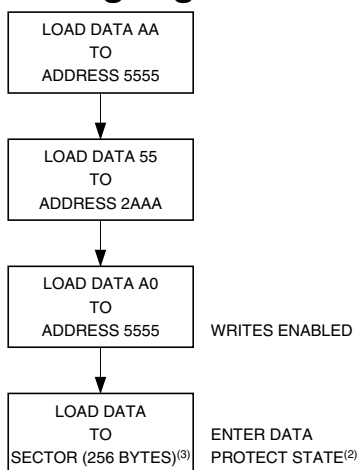 LOAD DATA AA
TO
ADDRESS 5555
LOAD DATA 55
TO
ADDRESS 2AAA
LOAD DATA A0
TO
ADDRESS 5555 WRITES ENABLED
LOAD DATA
TO ENTER DATA
SECTOR (256 BYTES)(3) PROTECT STATE(2)